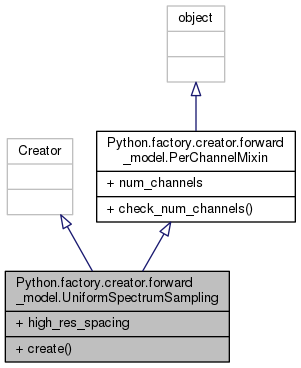 object
Creator
Python.factory.creator.forward
_model.PerChannelMixin
+ num_channels
+ check_num_channels()
Python.factory.creator.forward
_model.UniformSpectrumSampling
+ high_res_spacing
+ create()